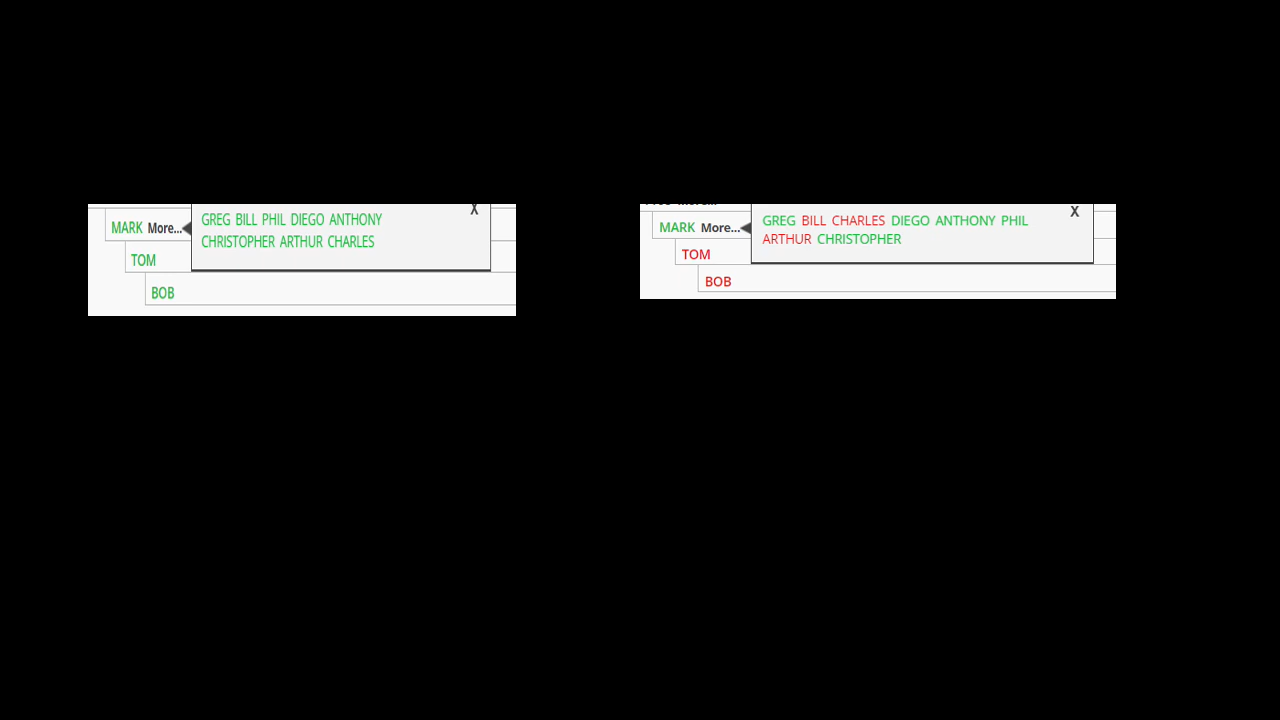 X
GREG BILL PHIL DIEGO ANTHONY
MARK More...
CHRISTOPHER ARTHUR CHARLES
TOM
BOB
X
GREG BILL CHARLES DIEGO ANTHONY PHIL
MARK More...
ARTHUR CHRISTOPHER
TOM
BOB